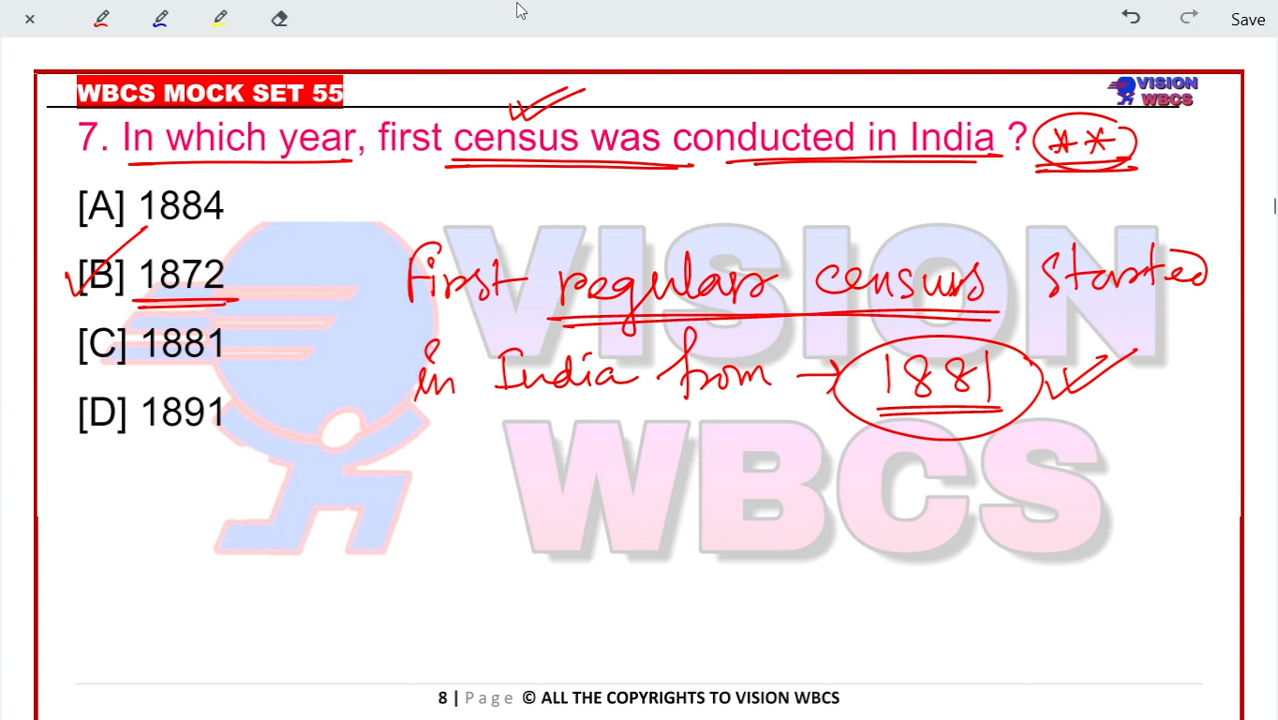 Save
WBCS MOCK SET 55
VISION
WBCS
7. In which year, first census was conducted in India ? **
[A] 1884
[B] 1872
[C] 1881
[D] 1891
First regular census started
in India from → 1881
VISION
WBCS
8 | Page © ALL THE COPYRIGHTS TO VISION WBCS